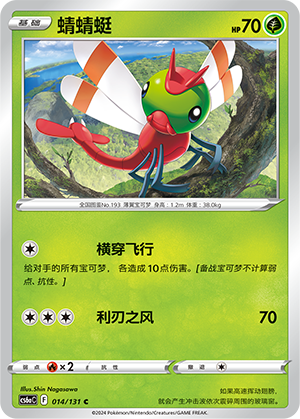 基础 蜻蜻蜓 HP70
全国图鉴No.193 薄翼宝可梦 身高：1.2m 体重：38.0kg
横穿飞行
给对手的所有宝可梦，各造成10点伤害。[备战宝可梦不计算弱
点、抗性。]
利刃之风 70
弱点 ×2 抗性 撤退
Illus.Shin Nagasawa
CS6aC F 014/131 C
如果高速挥动翅膀，
就会产生冲击波依次震碎周围的玻璃窗。
©2024 Pokémon/Nintendo/Creatures/GAME FREAK.